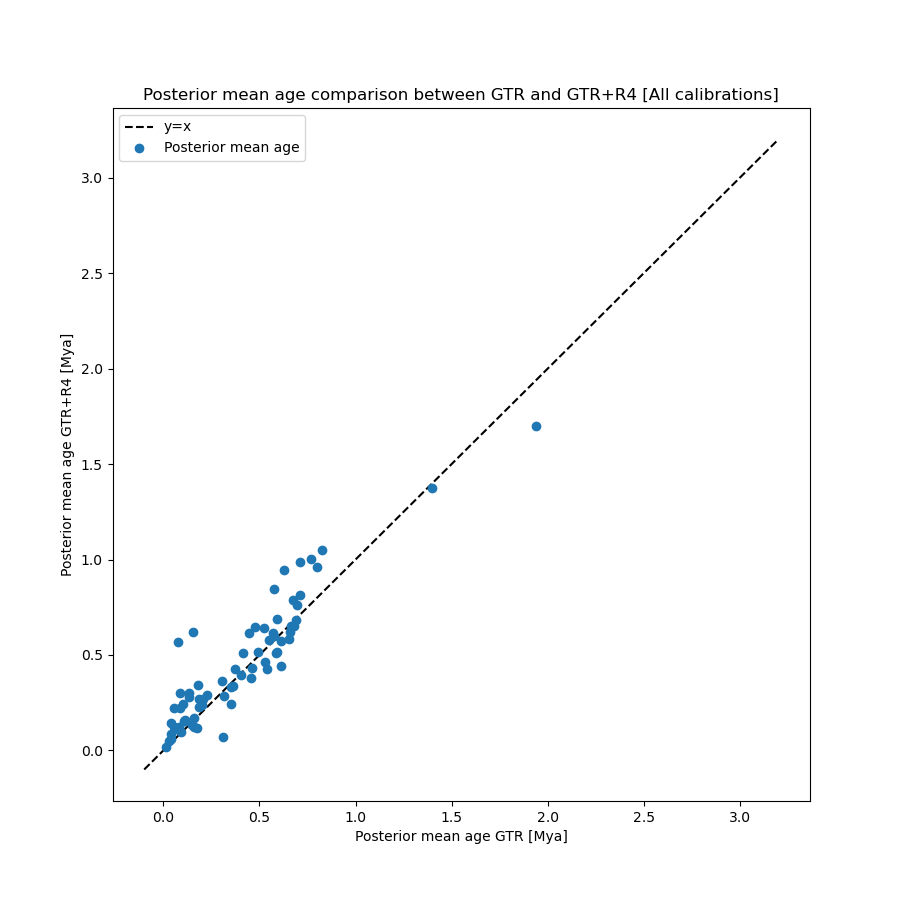 Posterior mean age comparison between GTR and GTR+R4 [All calibrations]
y=x
Posterior mean age
3.0
2.5
2.0
1.5
1.0
0.5
0.0
Posterior mean age GTR+R4 [Mya]
0.0 0.5 1.0 1.5 2.0 2.5 3.0
Posterior mean age GTR [Mya]